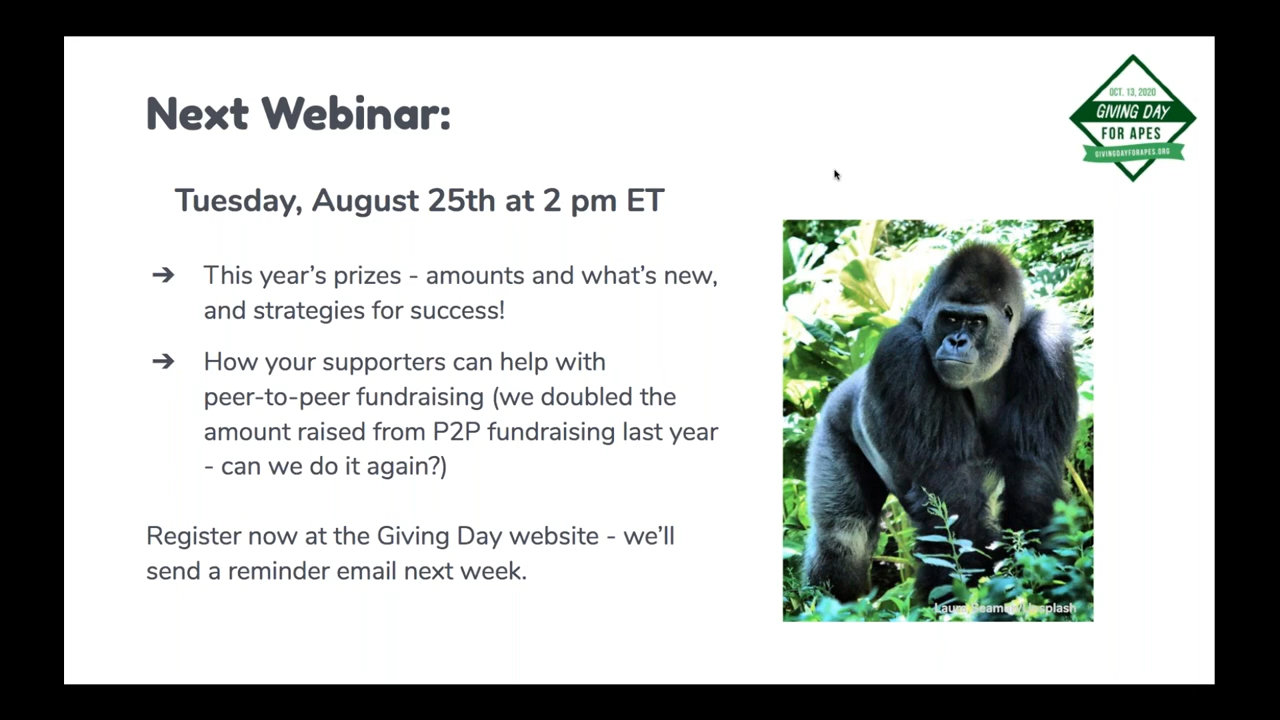 Next Webinar:
OCT. 13, 2020
GIVING DAY
FOR APES
GIVINGDAYFORAPES.ORG
Tuesday, August 25th at 2 pm ET
➔ This year's prizes - amounts and what's new,
and strategies for success!
➔ How your supporters can help with
peer-to-peer fundraising (we doubled the
amount raised from P2P fundraising last year
- can we do it again?)
Register now at the Giving Day website - we'll
send a reminder email next week.